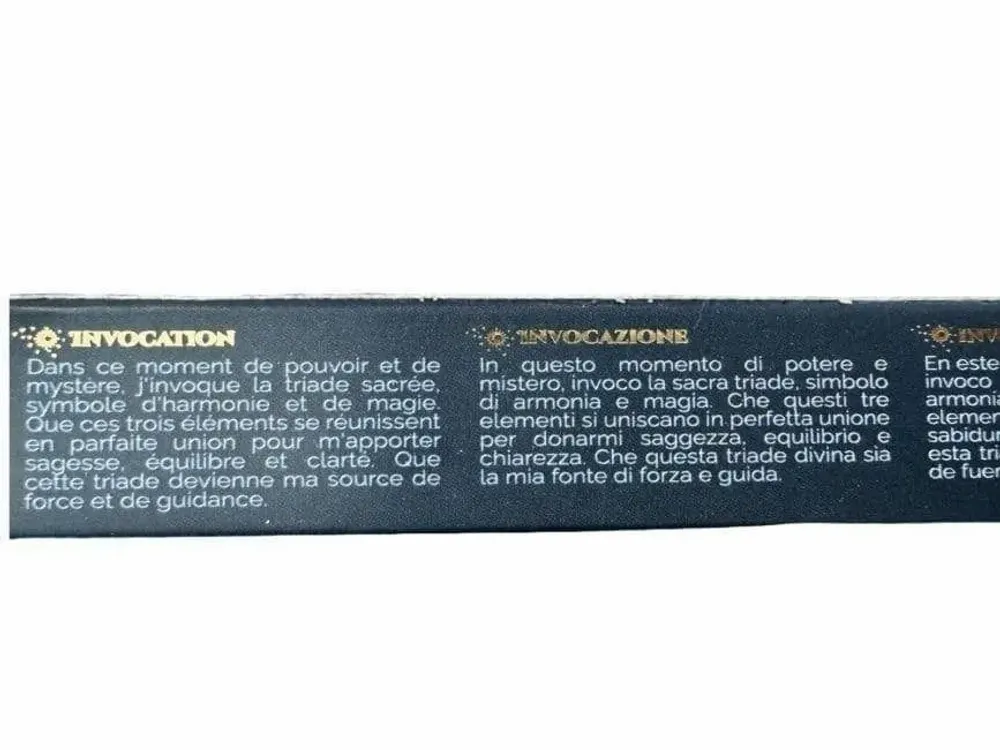 INVOCATION
Dans ce moment de pouvoir et de
mystère, j'invoque la triade sacrée,
symbole d'harmonie et de magie.
Que ces trois éléments se réunissent
en parfaite union pour m'apporter
sagesse, équilibre et clarté. Que
cette triade devienne ma source de
force et de guidance.
INVOCAZIONE
In questo momento di potere e
mistero, invoco la sacra triade, simbolo
di armonia e magia. Che questi tre
elementi si uniscano in perfetta unione
per donarmi saggezza, equilibrio e
chiarezza. Che questa triade divina sia
la mia fonte di forza e guida.
INV
En este
invoco
armonía
elemen
sabidur
esta tri
de fuer